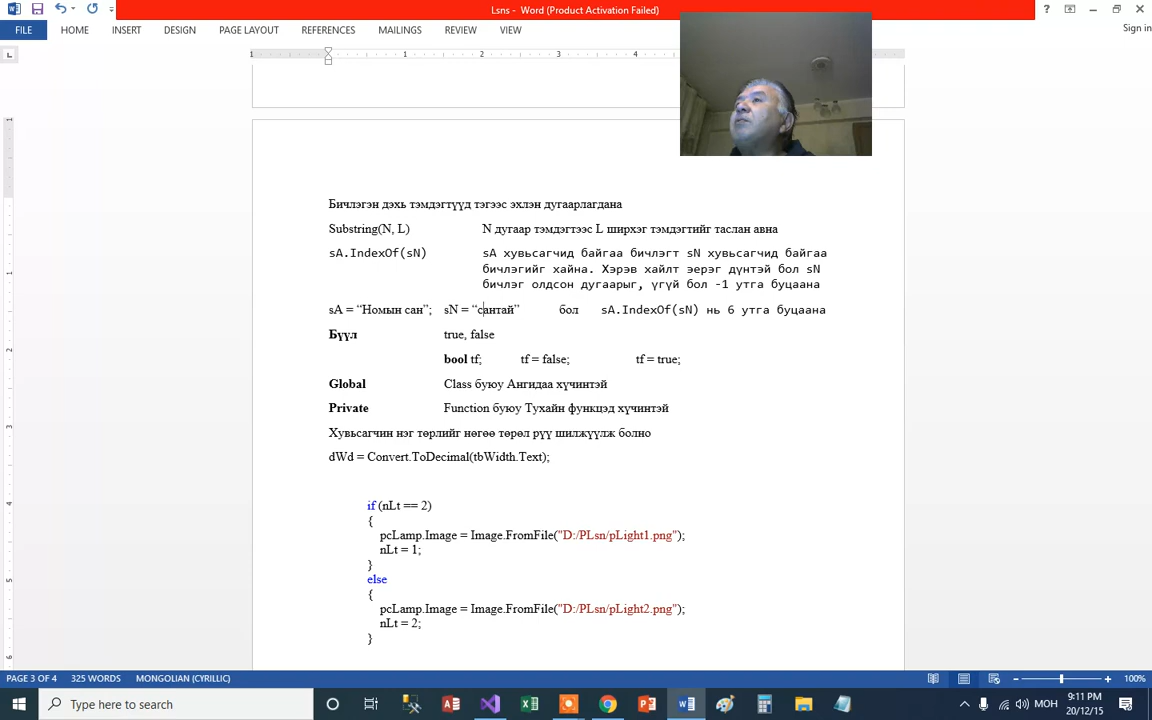 Lsns - Word (Product Activation Failed)
FILE HOME INSERT DESIGN PAGE LAYOUT REFERENCES MAILINGS REVIEW VIEW
Sign in
1 1 2 3 4
Бичлэгэн дэхь тэмдэгтүүд тэгээс эхлэн дугаарлагдана
Substring(N, L) N дугаар тэмдэгтээс L ширхэг тэмдэгтийг таслан авна
sA.IndexOf(sN) sA хувьсагчид байгаа бичлэгт sN хувьсагчид байгаа
бичлэгийг хайна. Хэрэв хайлт эерэг дүнтэй бол sN
бичлэг олдсон дугаарыг, үгүй бол -1 утга буцаана
sA = “Номын сан”; sN = “сантай” бол sA.IndexOf(sN) нь 6 утга буцаана
Бүүл true, false
bool tf; tf = false; tf = true;
Global Class буюу Ангидаа хүчинтэй
Private Function буюу Тухайн функцэд хүчинтэй
Хувьсагчин нэг төрлийг нөгөө төрөл рүү шилжүүлж болно
dWd = Convert.ToDecimal(tbWidth.Text);
if (nLt == 2)
{
pcLamp.Image = Image.FromFile("D:/PLsn/pLight1.png");
nLt = 1;
}
else
{
pcLamp.Image = Image.FromFile("D:/PLsn/pLight2.png");
nLt = 2;
}
PAGE 3 OF 4 325 WORDS MONGOLIAN (CYRILLIC) 100%
Type here to search
МОН
9:11 PM
20/12/15